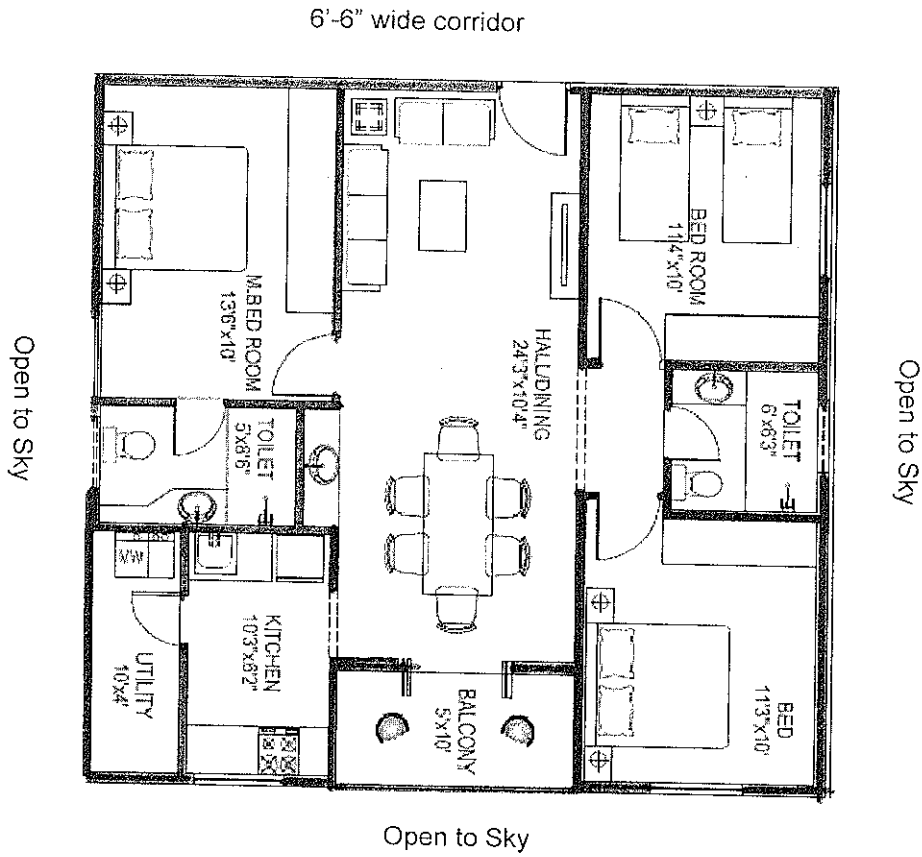 6'-6" wide corridor
BED ROOM
11'4"x10'
M.BED ROOM
13'6"x10'
HALL/DINING
24'3"x10'4"
Open to Sky
Open to Sky
TOILET
6'x6'3"
TOILET
5'x8'6"
WM
KITCHEN
10'3"x6'2"
UTILITY
10'x4'
BALCONY
5'x10'
BED
11'3"x10'
Open to Sky